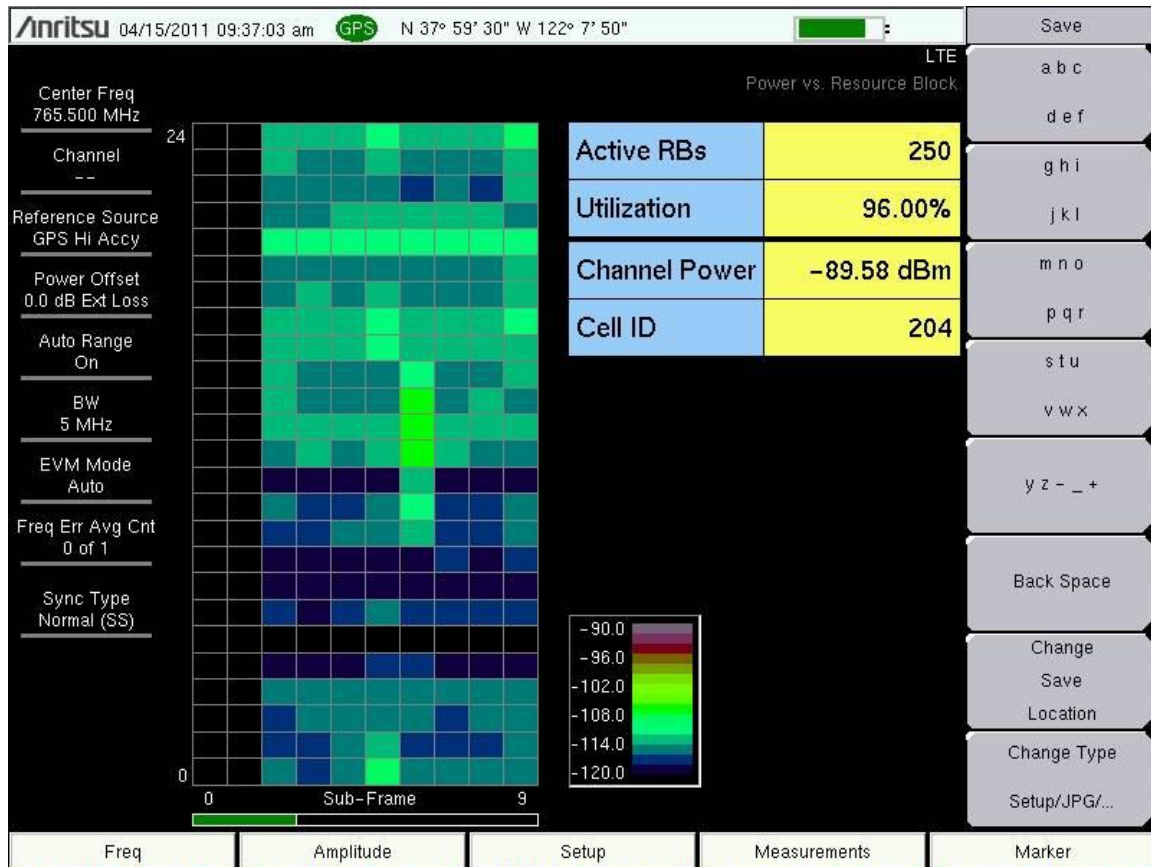 /inritsu 04/15/2011 09:37:03 am GPS N 37° 59' 30" W 122° 7' 50"
LTE
Power vs. Resource Block
Center Freq
765.500 MHz
Channel
--
Reference Source
GPS Hi Accy
Power Offset
0.0 dB Ext Loss
Auto Range
On
BW
5 MHz
EVM Mode
Auto
Freq Err Avg Cnt
0 of 1
Sync Type
Normal (SS)
24
0
0 Sub-Frame 9
Active RBs 250
Utilization 96.00%
Channel Power -89.58 dBm
Cell ID 204
-90.0
-96.0
-102.0
-108.0
-114.0
-120.0
Save
a b c
d e f
g h i
j k l
m n o
p q r
s t u
v w x
y z - _ +
Back Space
Change
Save
Location
Change Type
Setup/JPG/...
Freq Amplitude Setup Measurements Marker